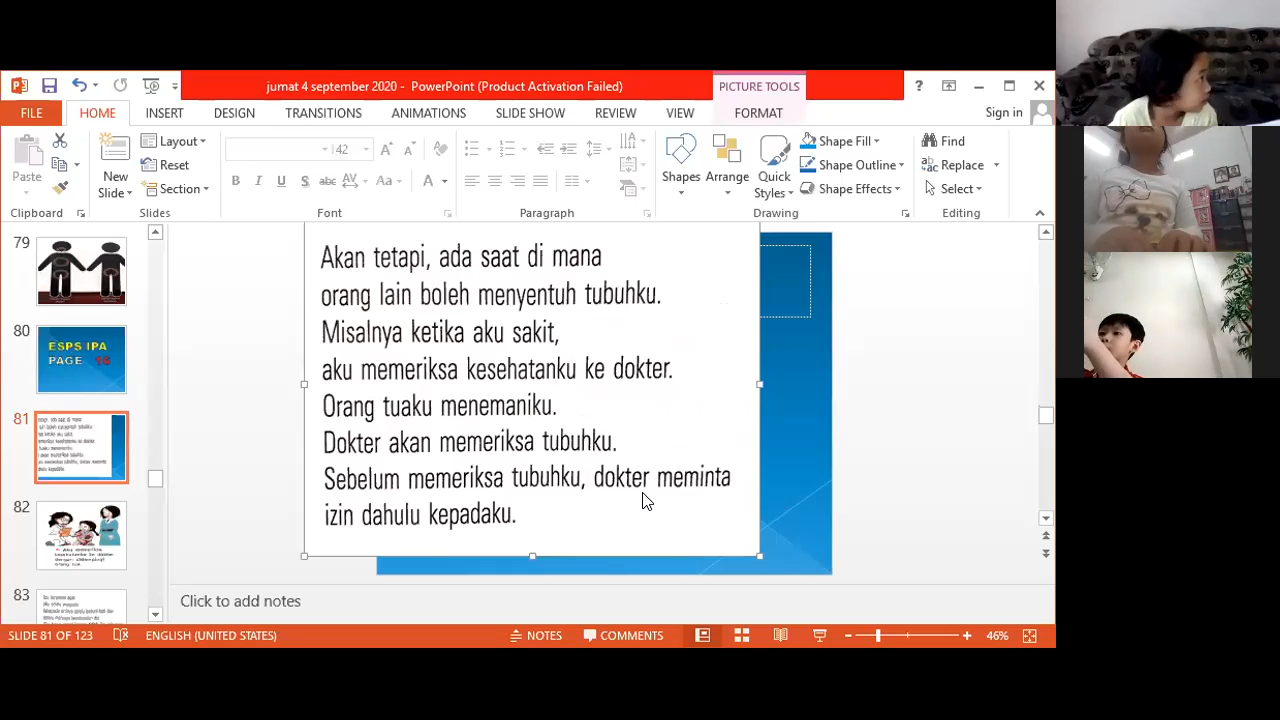 jumat 4 september 2020 - PowerPoint (Product Activation Failed)
PICTURE TOOLS
?
FILE
HOME
INSERT
DESIGN
TRANSITIONS
ANIMATIONS
SLIDE SHOW
REVIEW
VIEW
FORMAT
Sign in
Paste
Clipboard
New
Slide
Layout
Reset
Section
Slides
42
B I U S abc AV Aa A
Font
Paragraph
Shapes
Arrange
Quick
Styles
Shape Fill
Shape Outline
Shape Effects
Drawing
Find
Replace
Select
Editing
79
80
ESPS IPA
PAGE 16
81
82
83
Akan tetapi, ada saat di mana
orang lain boleh menyentuh tubuhku.
Misalnya ketika aku sakit,
aku memeriksa kesehatanku ke dokter.
Orang tuaku menemaniku.
Dokter akan memeriksa tubuhku.
Sebelum memeriksa tubuhku, dokter meminta
izin dahulu kepadaku.
Click to add notes
SLIDE 81 OF 123
ENGLISH (UNITED STATES)
NOTES
COMMENTS
46%